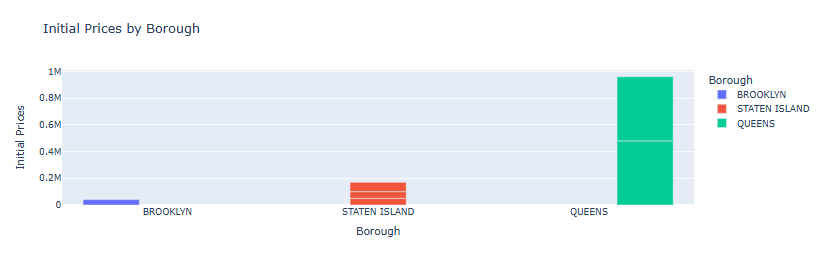 Initial Prices by Borough
1M
0.8M
0.6M
0.4M
0.2M
0
Initial Prices
BROOKLYN
STATEN ISLAND
QUEENS
Borough
Borough
BROOKLYN
STATEN ISLAND
QUEENS